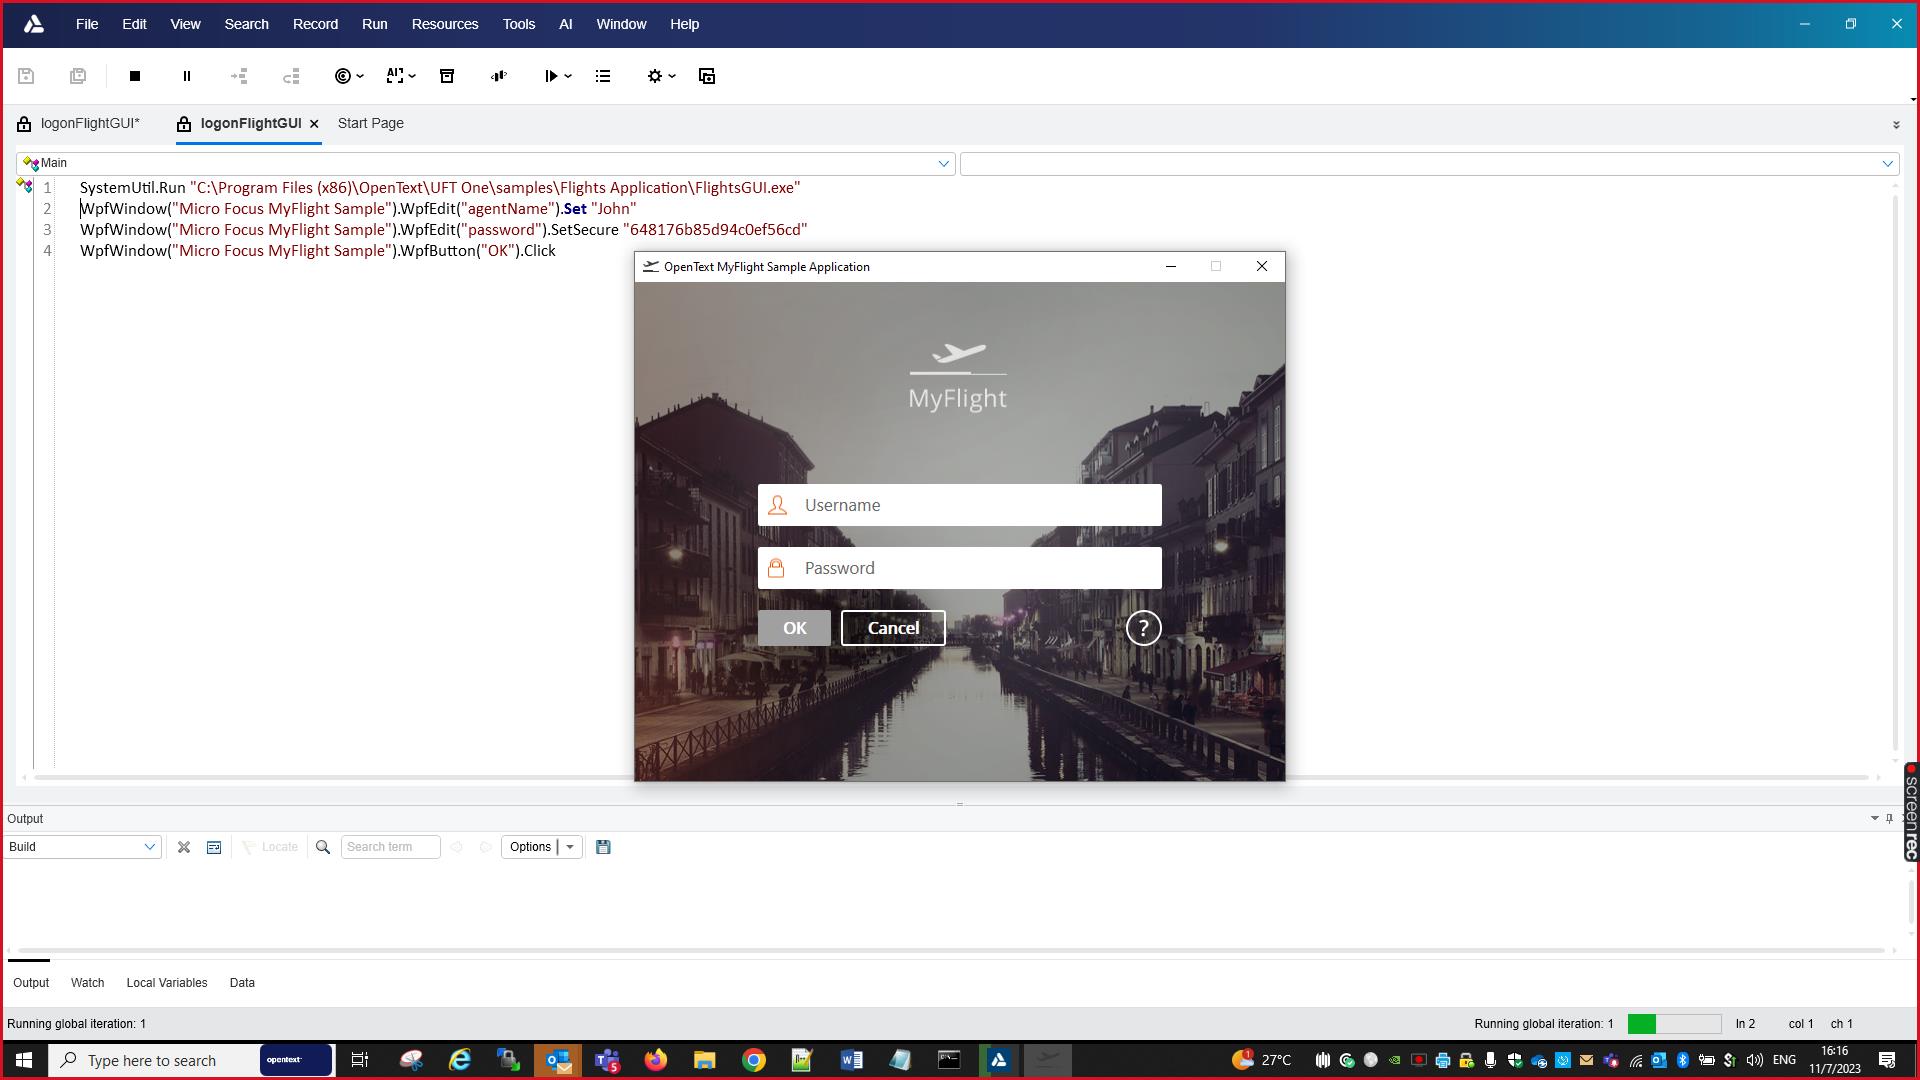 File Edit View Search Record Run Resources Tools AI Window Help
logonFlightGUI* logonFlightGUI Start Page
Main
1 SystemUtil.Run "C:\Program Files (x86)\OpenText\UFT One\samples\Flights Application\FlightsGUI.exe"
2 WpfWindow("Micro Focus MyFlight Sample").WpfEdit("agentName").Set "John"
3 WpfWindow("Micro Focus MyFlight Sample").WpfEdit("password").SetSecure "648176b85d94c0ef56cd"
4 WpfWindow("Micro Focus MyFlight Sample").WpfButton("OK").Click
OpenText MyFlight Sample Application
MyFlight
Username
Password
OK Cancel ?
screenrec
Output
Build Locate Search term Options
Output Watch Local Variables Data
Running global iteration: 1 Running global iteration: 1 ln 2 col 1 ch 1
Type here to search opentext 27°C ENG
16:16
11/7/2023